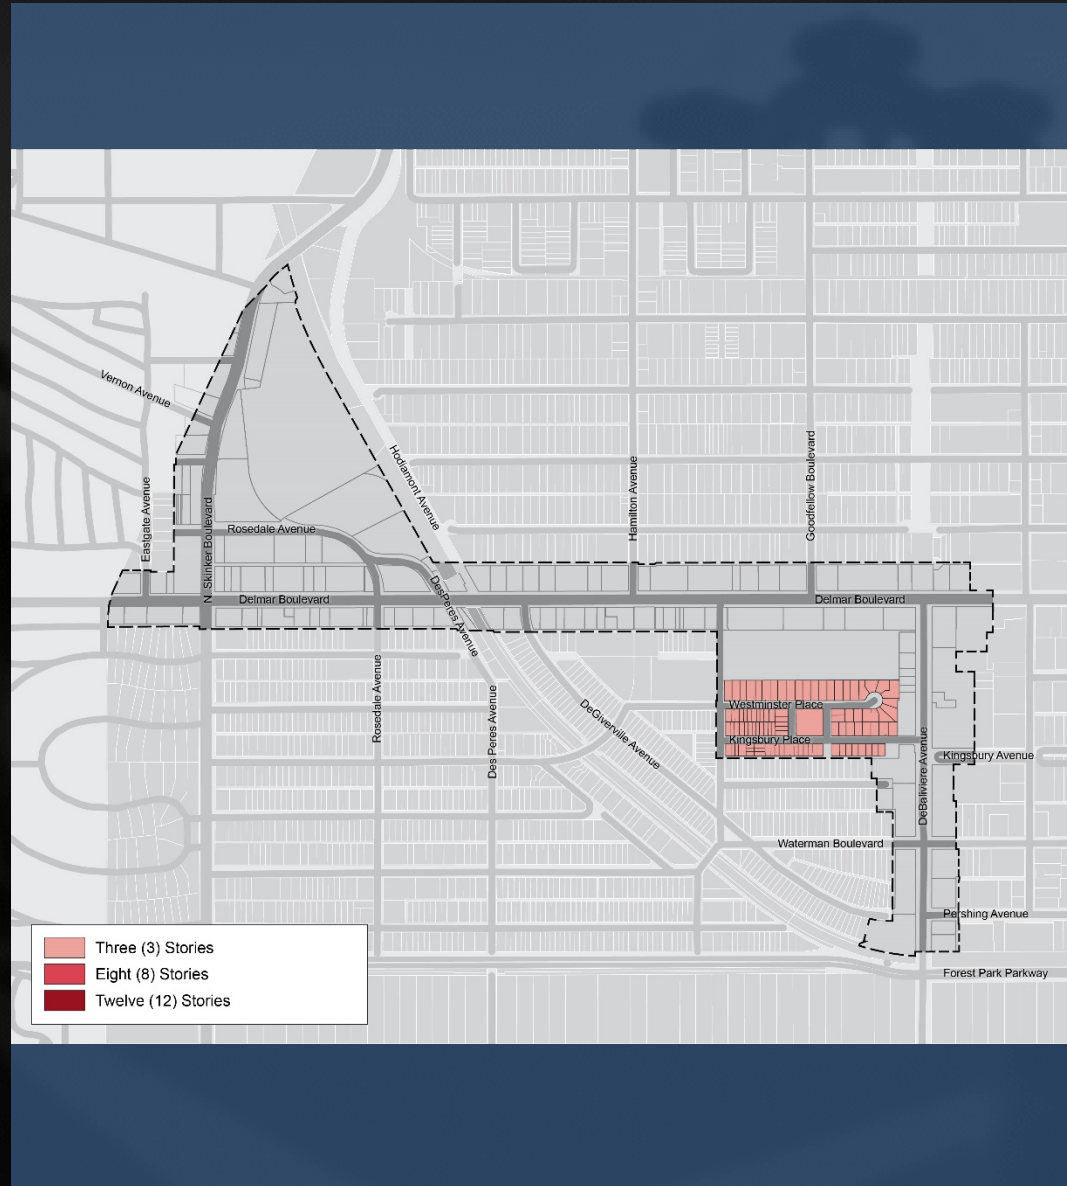 Vernon Avenue
Eastgate Avenue
N. Skinker Boulevard
Hodiamont Avenue
Hamilton Avenue
Goodfellow Boulevard
Rosedale Avenue
Delmar Boulevard
DesPeres Avenue
Delmar Boulevard
Rosedale Avenue
Des Peres Avenue
DeGiverville Avenue
Westminster Place
Kingsbury Place
DeBaliviere Avenue
Kingsbury Avenue
Waterman Boulevard
Pershing Avenue
Forest Park Parkway
Three (3) Stories
Eight (8) Stories
Twelve (12) Stories